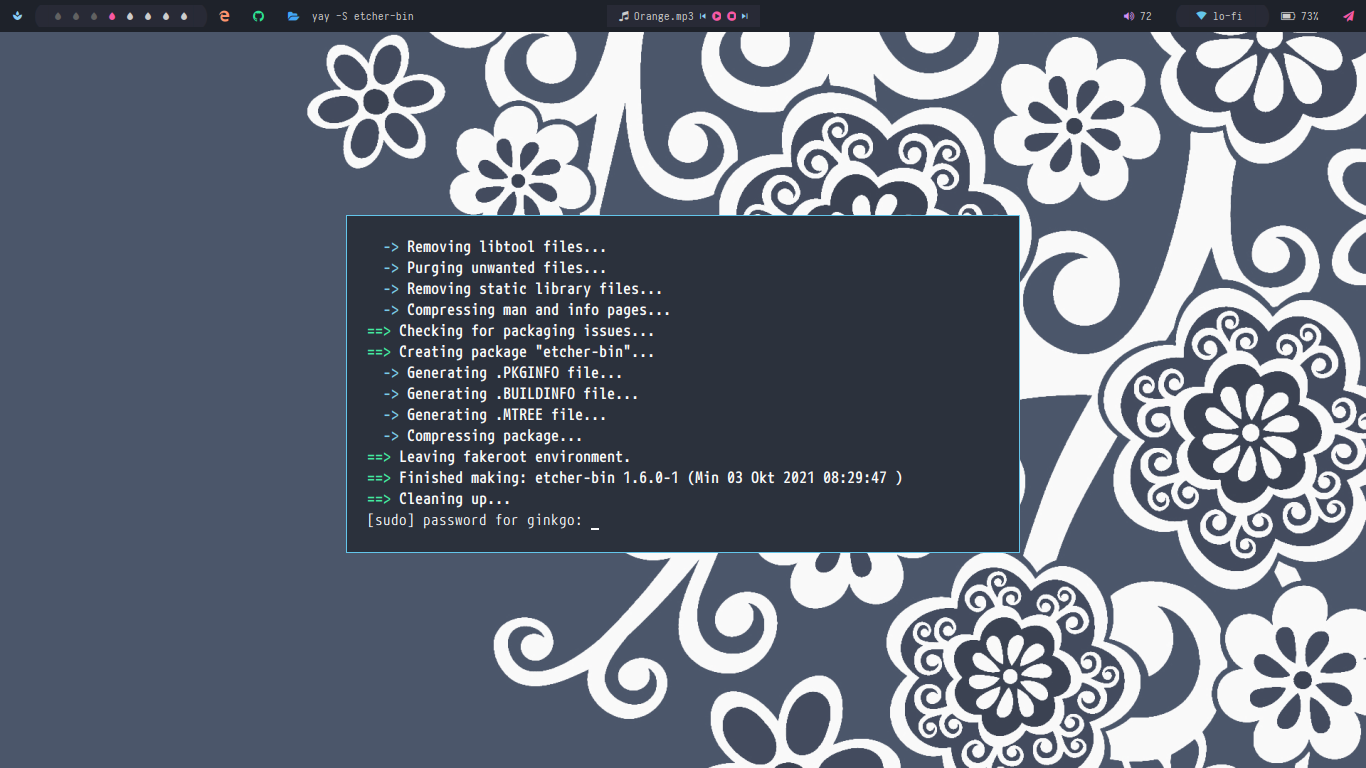 yay -S etcher-bin
Orange.mp3
72
lo-fi
73%
-> Removing libtool files...
-> Purging unwanted files...
-> Removing static library files...
-> Compressing man and info pages...
==> Checking for packaging issues...
==> Creating package "etcher-bin"...
-> Generating .PKGINFO file...
-> Generating .BUILDINFO file...
-> Generating .MTREE file...
-> Compressing package...
==> Leaving fakeroot environment.
==> Finished making: etcher-bin 1.6.0-1 (Min 03 Okt 2021 08:29:47 )
==> Cleaning up...
[sudo] password for ginkgo: _